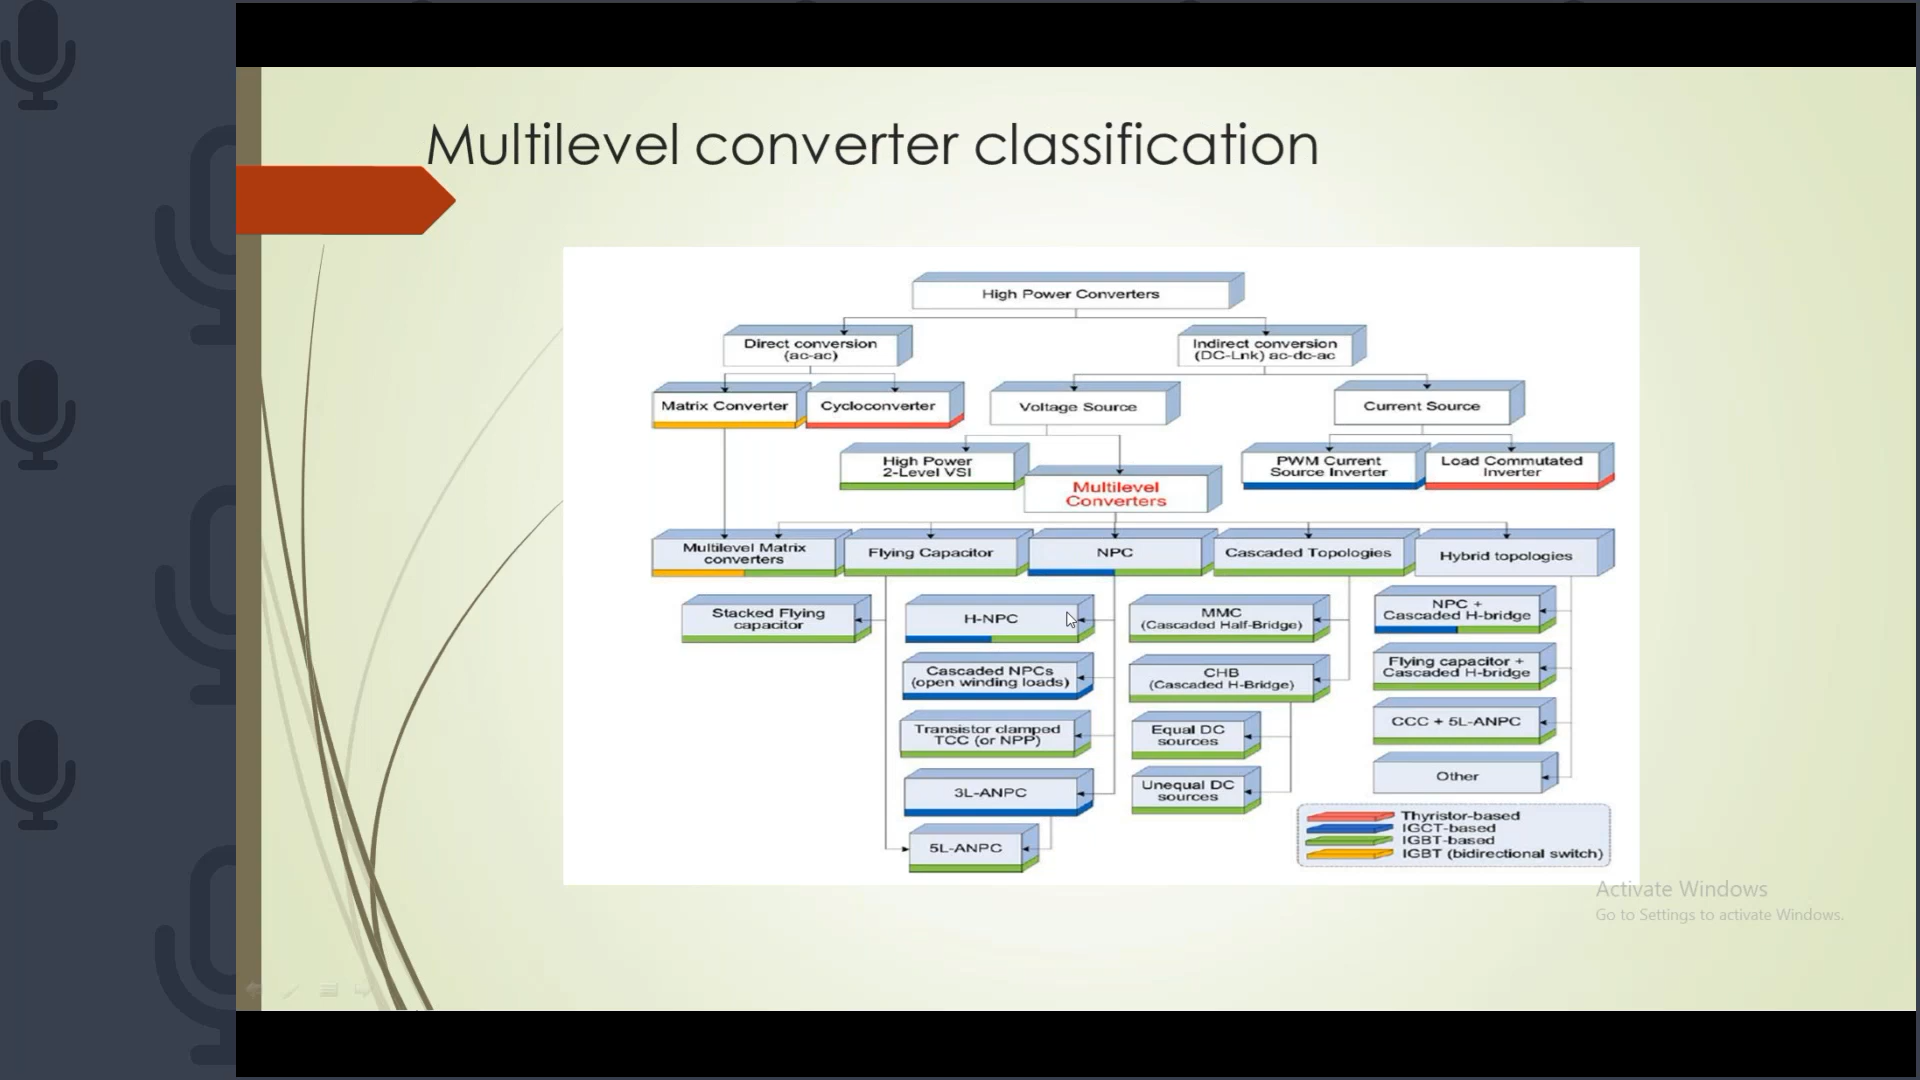 Multilevel converter classification
High Power Converters
Direct conversion
(ac-ac)
Indirect conversion
(DC-Lnk) ac-dc-ac
Matrix Converter
Cycloconverter
Voltage Source
Current Source
High Power
2-Level VSI
Multilevel
Converters
PWM Current
Source Inverter
Load Commutated
Inverter
Multilevel Matrix
converters
Flying Capacitor
NPC
Cascaded Topologies
Hybrid topologies
Stacked Flying
capacitor
H-NPC
MMC
(Cascaded Half-Bridge)
NPC +
Cascaded H-bridge
Cascaded NPCs
(open winding loads)
CHB
(Cascaded H-Bridge)
Flying capacitor +
Cascaded H-bridge
Transistor clamped
TCC (or NPP)
Equal DC
sources
CCC + 5L-ANPC
3L-ANPC
Unequal DC
sources
Other
5L-ANPC
Thyristor-based
IGCT-based
IGBT-based
IGBT (bidirectional switch)
Activate Windows
Go to Settings to activate Windows.